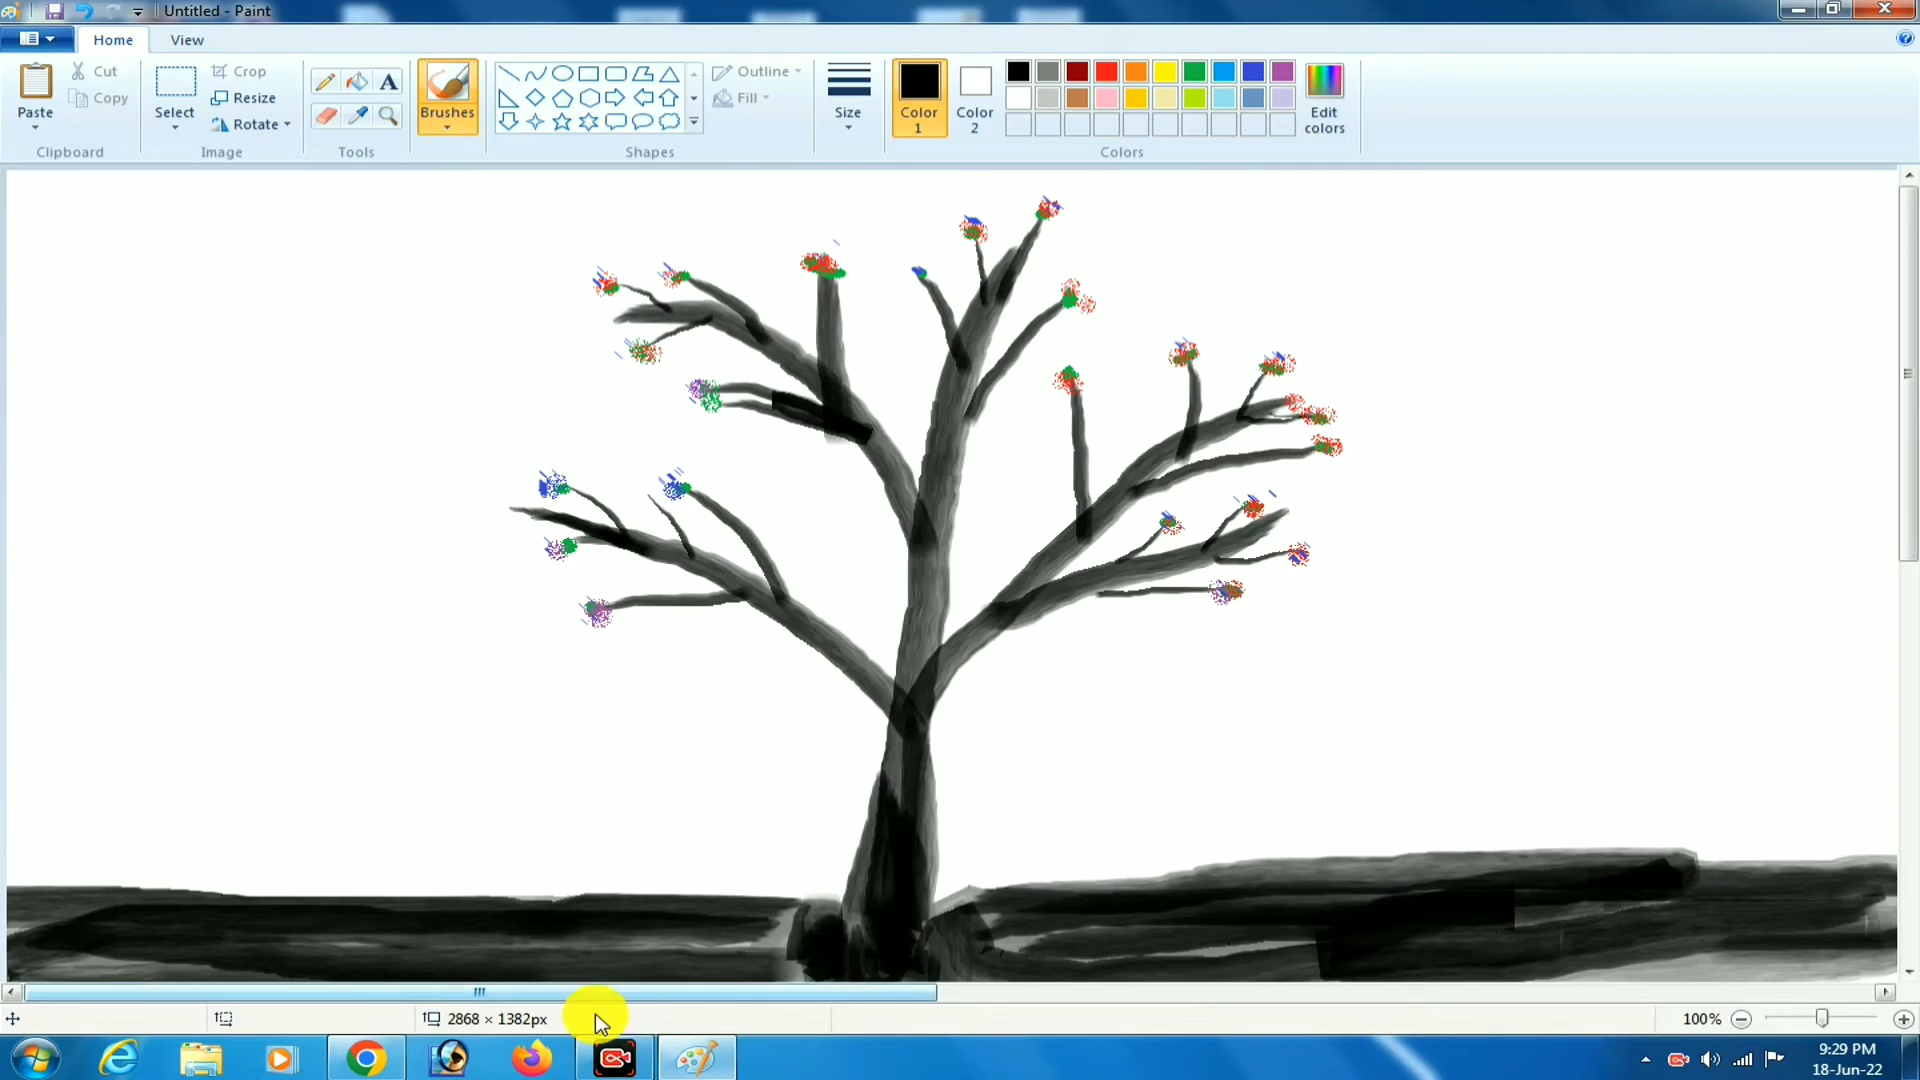 Untitled - Paint
Home View
Paste
Cut
Copy
Clipboard
Select
Crop
Resize
Rotate
Image
A
Tools
Brushes
Shapes
Outline
Fill
Size
Color
1
Color
2
Edit
colors
Colors
2868 × 1382px
100%
9:29 PM
18-Jun-22